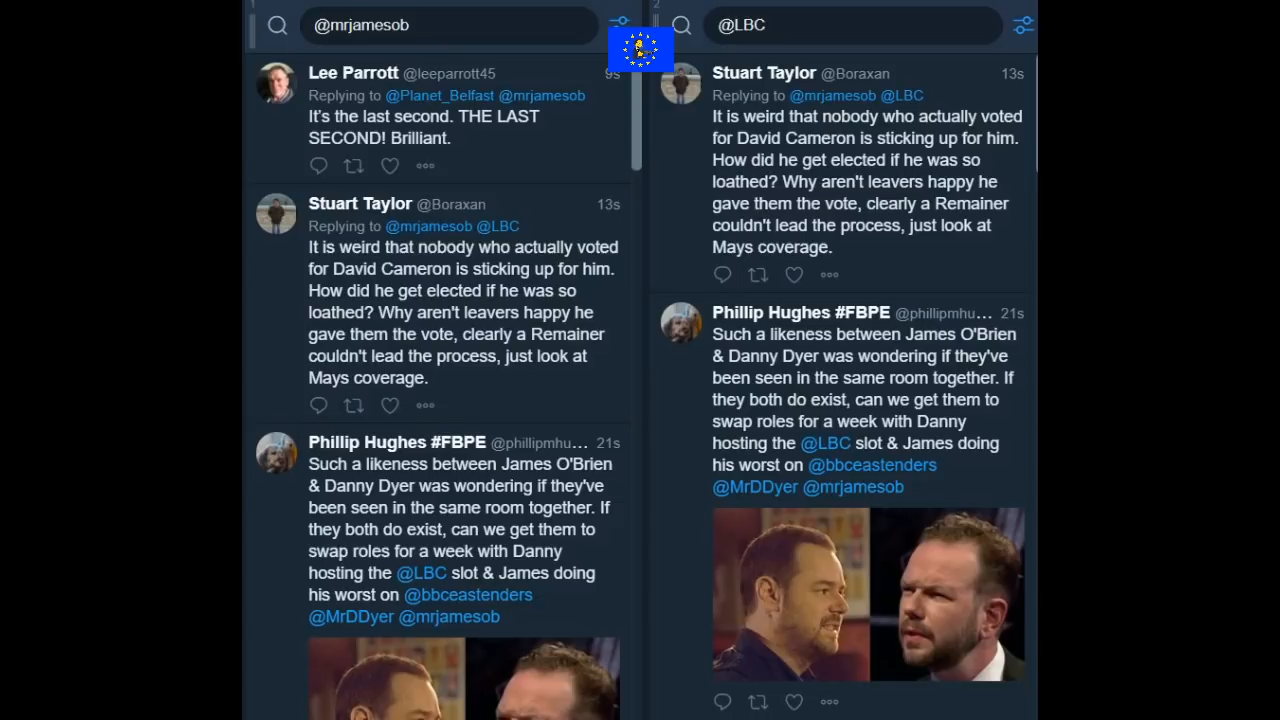 1
@mrjamesob
Lee Parrott @leeparrott45 9s
Replying to @Planet_Belfast @mrjamesob
It's the last second. THE LAST
SECOND! Brilliant.
Stuart Taylor @Boraxan 13s
Replying to @mrjamesob @LBC
It is weird that nobody who actually voted
for David Cameron is sticking up for him.
How did he get elected if he was so
loathed? Why aren't leavers happy he
gave them the vote, clearly a Remainer
couldn't lead the process, just look at
Mays coverage.
Phillip Hughes #FBPE @phillipmhu... 21s
Such a likeness between James O'Brien
& Danny Dyer was wondering if they've
been seen in the same room together. If
they both do exist, can we get them to
swap roles for a week with Danny
hosting the @LBC slot & James doing
his worst on @bbceastenders
@MrDDyer @mrjamesob
2
@LBC
Stuart Taylor @Boraxan 13s
Replying to @mrjamesob @LBC
It is weird that nobody who actually voted
for David Cameron is sticking up for him.
How did he get elected if he was so
loathed? Why aren't leavers happy he
gave them the vote, clearly a Remainer
couldn't lead the process, just look at
Mays coverage.
Phillip Hughes #FBPE @phillipmhu... 21s
Such a likeness between James O'Brien
& Danny Dyer was wondering if they've
been seen in the same room together. If
they both do exist, can we get them to
swap roles for a week with Danny
hosting the @LBC slot & James doing
his worst on @bbceastenders
@MrDDyer @mrjamesob